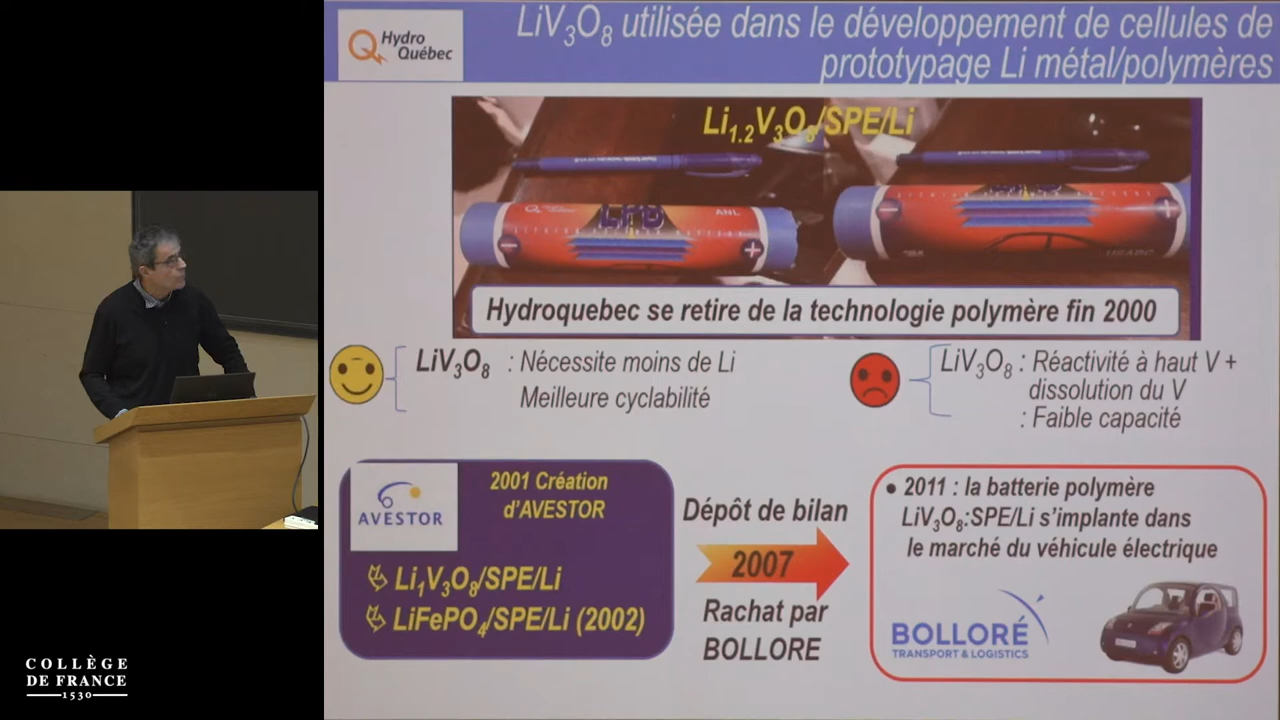 Hydro
Québec
LiV3O8 utilisée dans le développement de cellules de
prototypage Li métal/polymères
Li1.2V3O8/SPE/Li
LPB
ANL
LPB
Hydroquebec se retire de la technologie polymère fin 2000
LiV3O8 : Nécessite moins de Li
Meilleure cyclabilité
LiV3O8 : Réactivité à haut V +
dissolution du V
: Faible capacité
AVESTOR
2001 Création
d'AVESTOR
Li1V3O8/SPE/Li
LiFePO4/SPE/Li (2002)
Dépôt de bilan
2007
Rachat par
BOLLORE
• 2011 : la batterie polymère
LiV3O8:SPE/Li s'implante dans
le marché du véhicule électrique
BOLLORÉ
TRANSPORT & LOGISTICS
COLLÈGE
DE FRANCE
1530